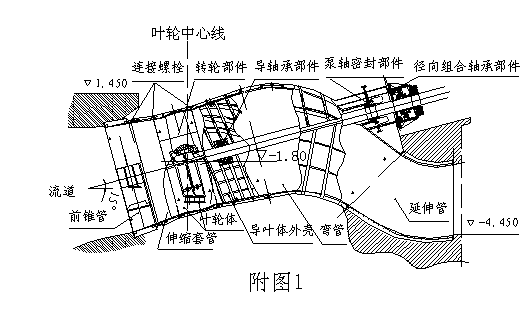 叶轮中心线
连接螺栓 转轮部件 导轴承部件 泵轴密封部件 径向组合轴承部件
▽1.450
▽-1.80
流道
15°
前锥管
叶轮体
伸缩套管 导叶体外壳 弯管
延伸管
▽-4.450
附图1